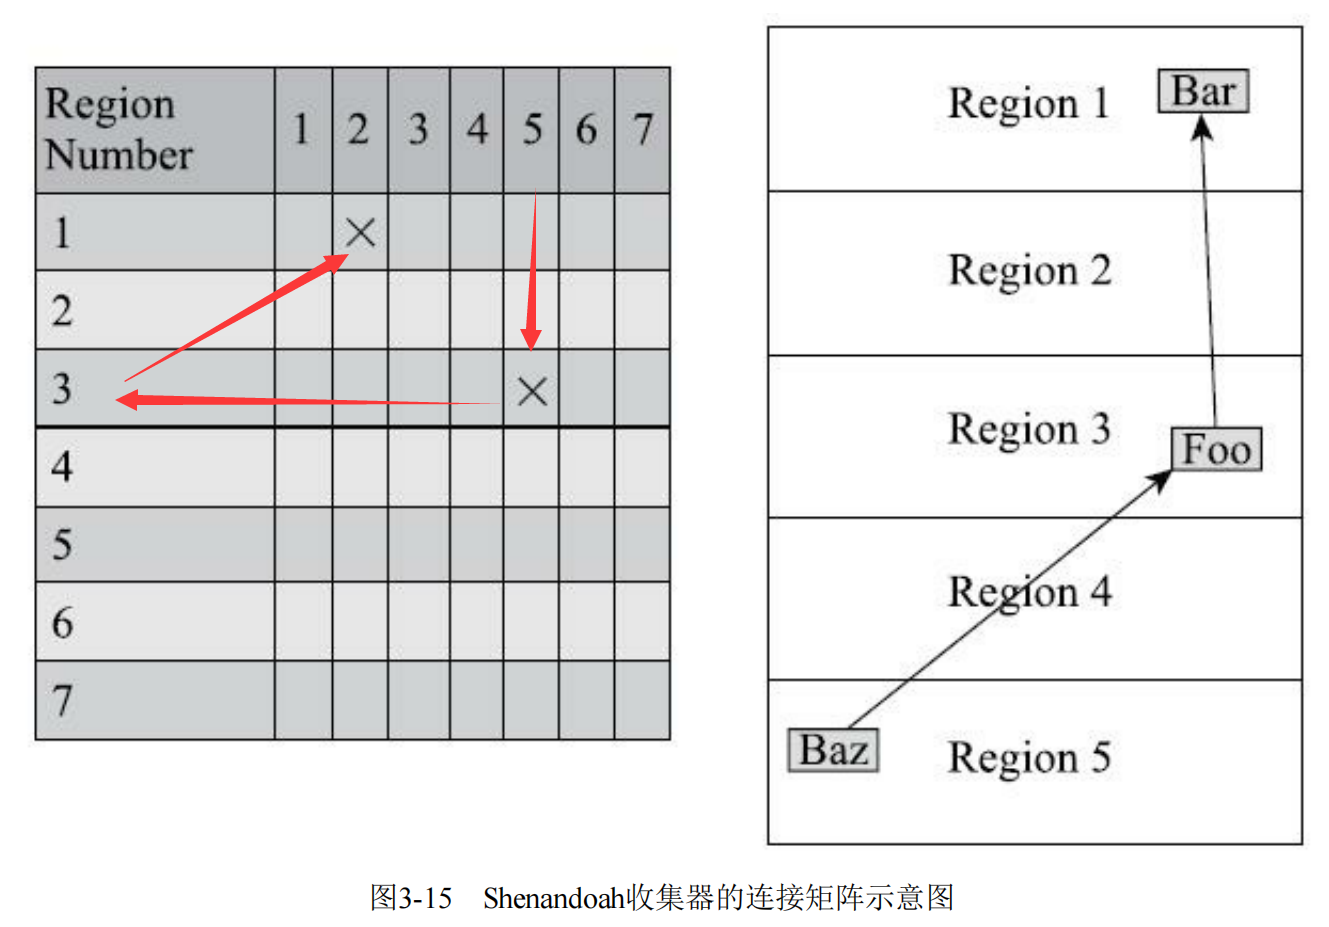 Region
Number
1 2 3 4 5 6 7
1 ×
2
3 ×
4
5
6
7
Region 1 Bar
Region 2
Region 3 Foo
Region 4
Baz Region 5
图3-15 Shenandoah收集器的连接矩阵示意图